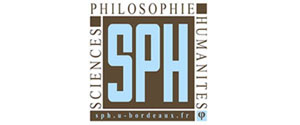 PHILOSOPHIE
SCIENCES
SPH
HUMANITES
sph.u-bordeaux.fr
φ